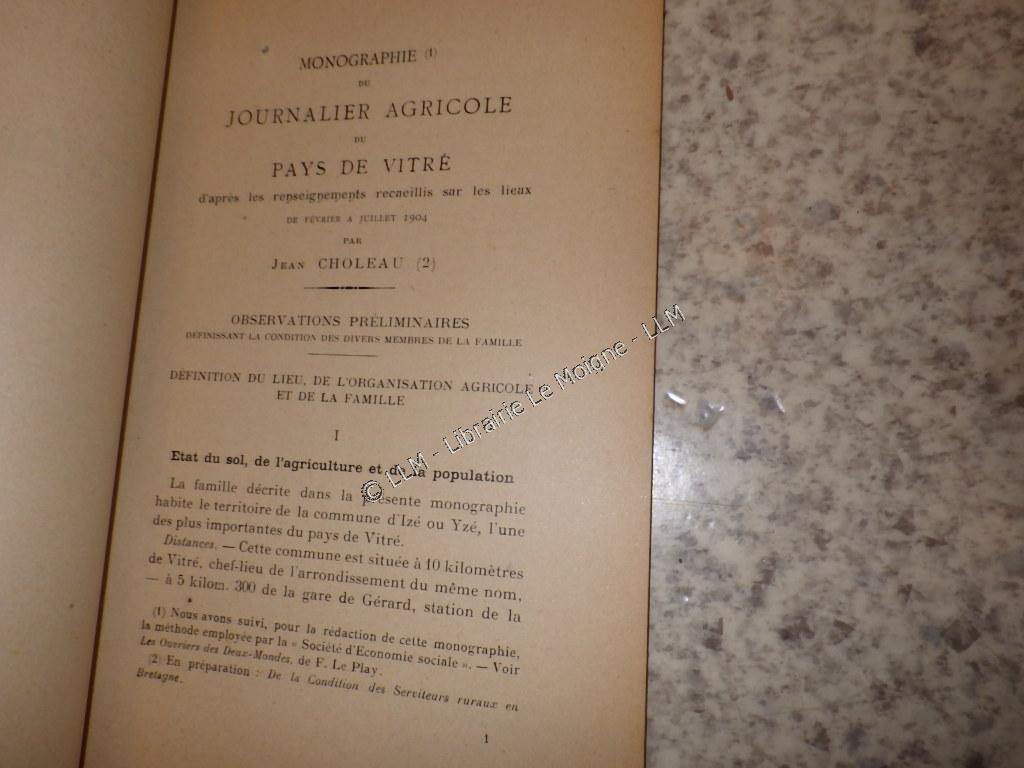 MONOGRAPHIE (1)
DU
JOURNALIER AGRICOLE
DU
PAYS DE VITRÉ
d'après les renseignements recueillis sur les lieux
DE FÉVRIER A JUILLET 1904
PAR
JEAN CHOLEAU (2)
OBSERVATIONS PRÉLIMINAIRES
DÉFINISSANT LA CONDITION DES DIVERS MEMBRES DE LA FAMILLE
DÉFINITION DU LIEU, DE L'ORGANISATION AGRICOLE
ET DE LA FAMILLE
I
Etat du sol, de l'agriculture et de la population
La famille décrite dans la présente monographie
habite le territoire de la commune d'Izé ou Yzé, l'une
des plus importantes du pays de Vitré.
Distances. — Cette commune est située à 10 kilomètres
de Vitré, chef-lieu de l'arrondissement du même nom,
— à 5 kilom. 300 de la gare de Gérard, station de la
(1) Nous avons suivi, pour la rédaction de cette monographie,
la méthode employée par la « Société d'Economie sociale ». — Voir
Les Ouvriers des Deux-Mondes, de F. Le Play.
(2) En préparation : De la Condition des Serviteurs ruraux en
Bretagne.
1
© LLM - Librairie Le Moigne - LLM